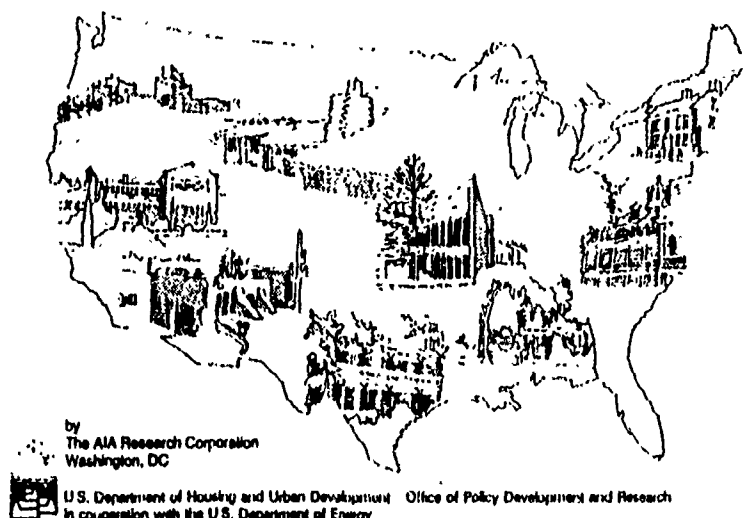 by
The AIA Research Corporation
Washington, DC
U.S. Department of Housing and Urban Development Office of Policy Development and Research
in cooperation with the U.S. Department of Energy